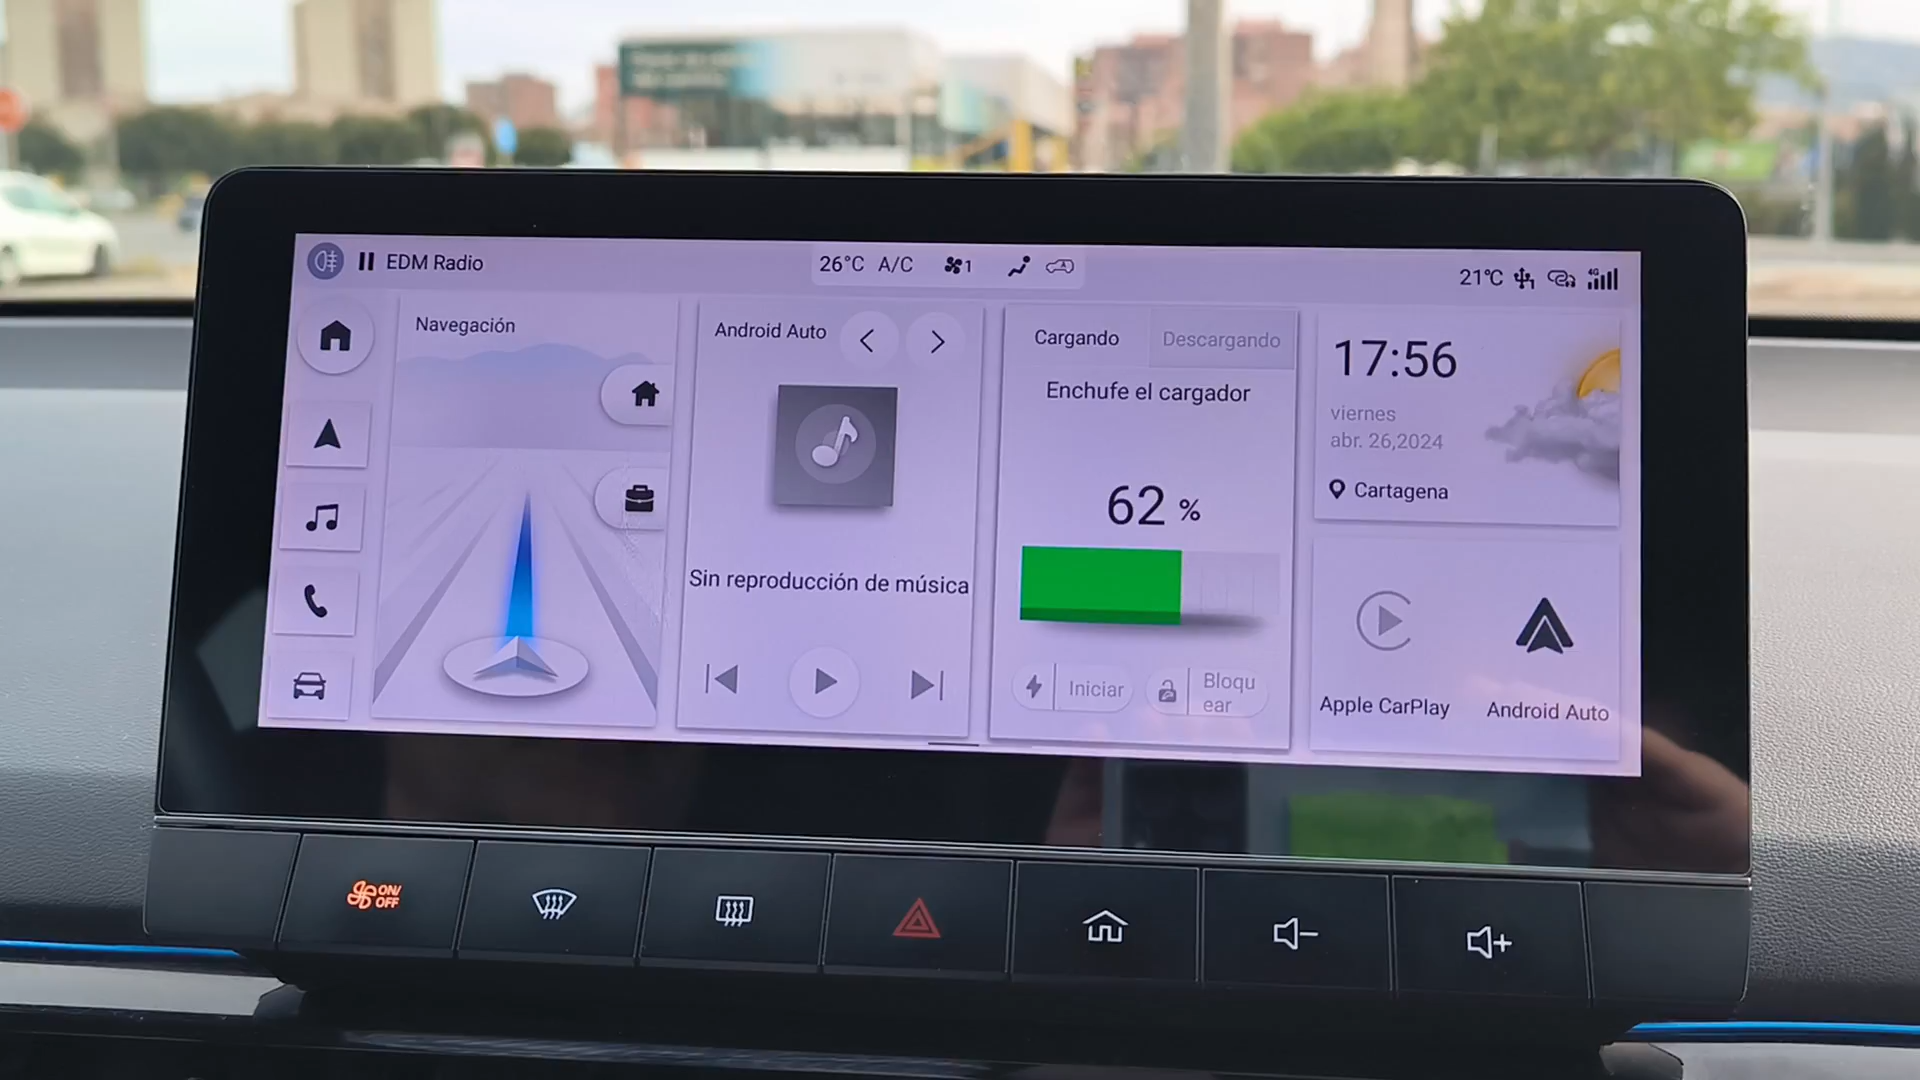 EDM Radio
26°C A/C 1
21°C
4G
Navegación
Android Auto
Sin reproducción de música
Cargando
Descargando
Enchufe el cargador
62 %
Iniciar
Bloqu
ear
17:56
viernes
abr. 26,2024
Cartagena
Apple CarPlay
Android Auto
ON/
OFF